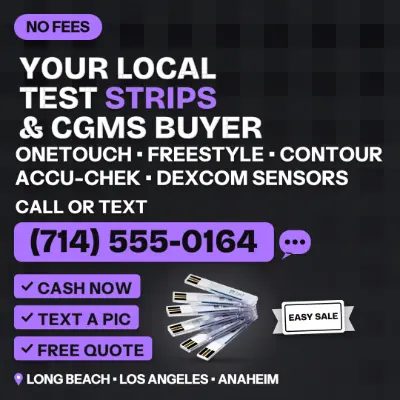 NO FEES
YOUR LOCAL
TEST STRIPS
& CGMS BUYER
ONETOUCH ▪ FREESTYLE ▪ CONTOUR
ACCU-CHEK ▪ DEXCOM SENSORS
CALL OR TEXT
(714) 555-0164
CASH NOW
TEXT A PIC
FREE QUOTE
EASY SALE
LONG BEACH ▪ LOS ANGELES ▪ ANAHEIM